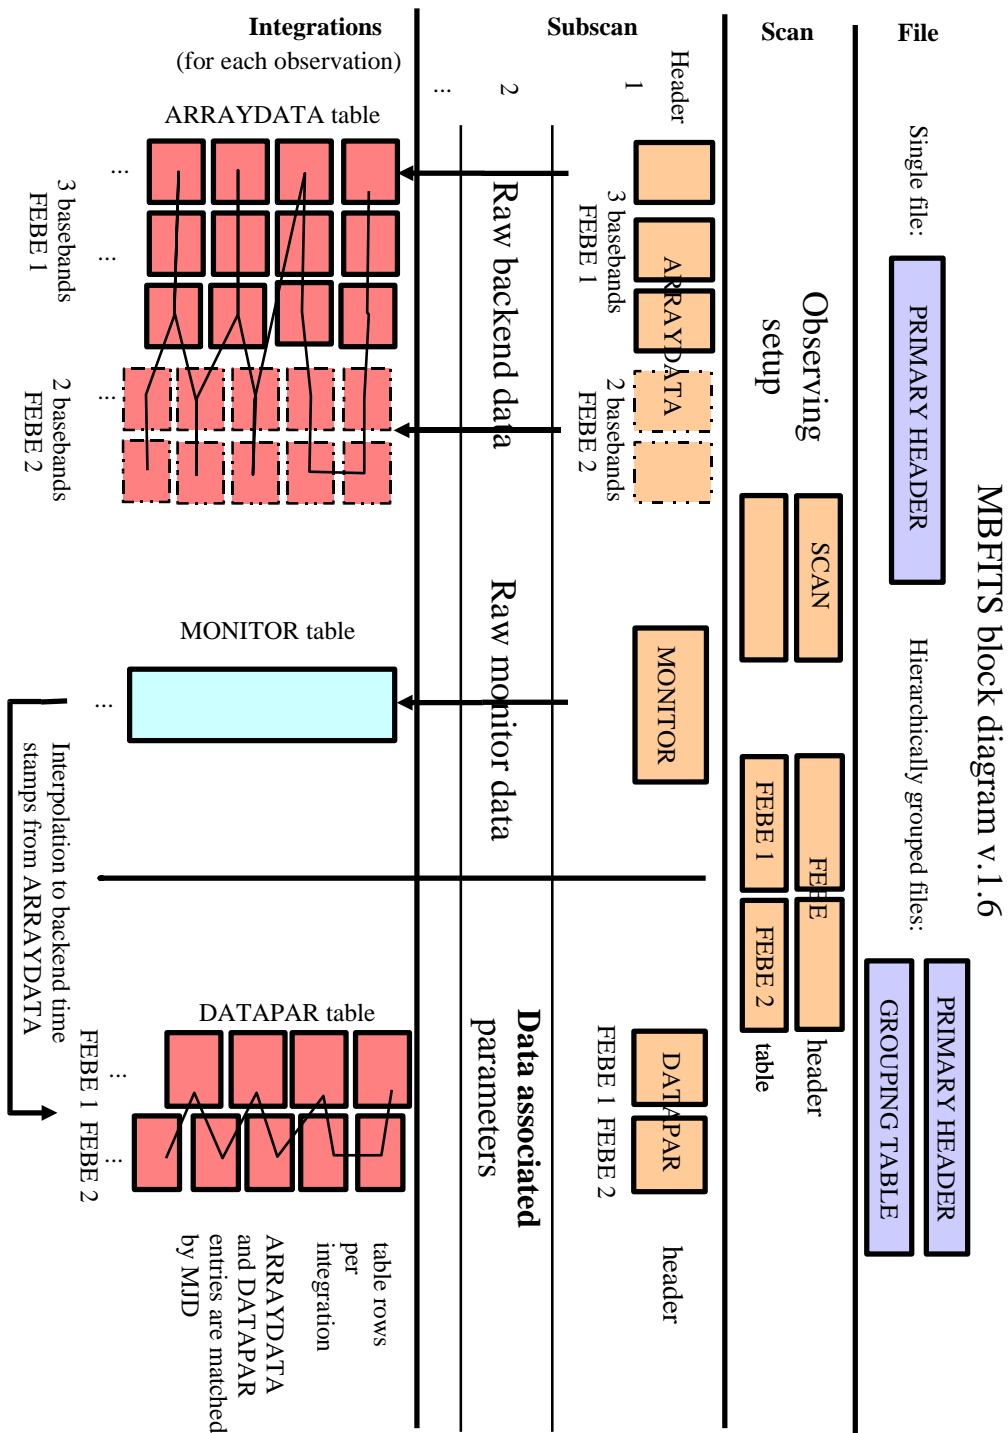 MBFITS block diagram v.1.6
File
Single file:
PRIMARY HEADER
Hierarchically grouped files:
PRIMARY HEADER
GROUPING TABLE
Scan
Observing
setup
SCAN
FEBE
header
FEBE 1
FEBE 2
table
Subscan
Header
1
2
...
ARRAYDATA
3 basebands
FEBE 1
2 basebands
FEBE 2
MONITOR
DATAPAR
FEBE 1
FEBE 2
header
Raw backend data
Raw monitor data
Data associated
parameters
Integrations
(for each observation)
ARRAYDATA table
...
...
...
3 basebands
FEBE 1
2 basebands
FEBE 2
MONITOR table
...
Interpolation to backend time
stamps from ARRAYDATA
DATAPAR table
...
...
FEBE 1
FEBE 2
table rows
per
integration
ARRAYDATA
and DATAPAR
entries are matched
by MJD